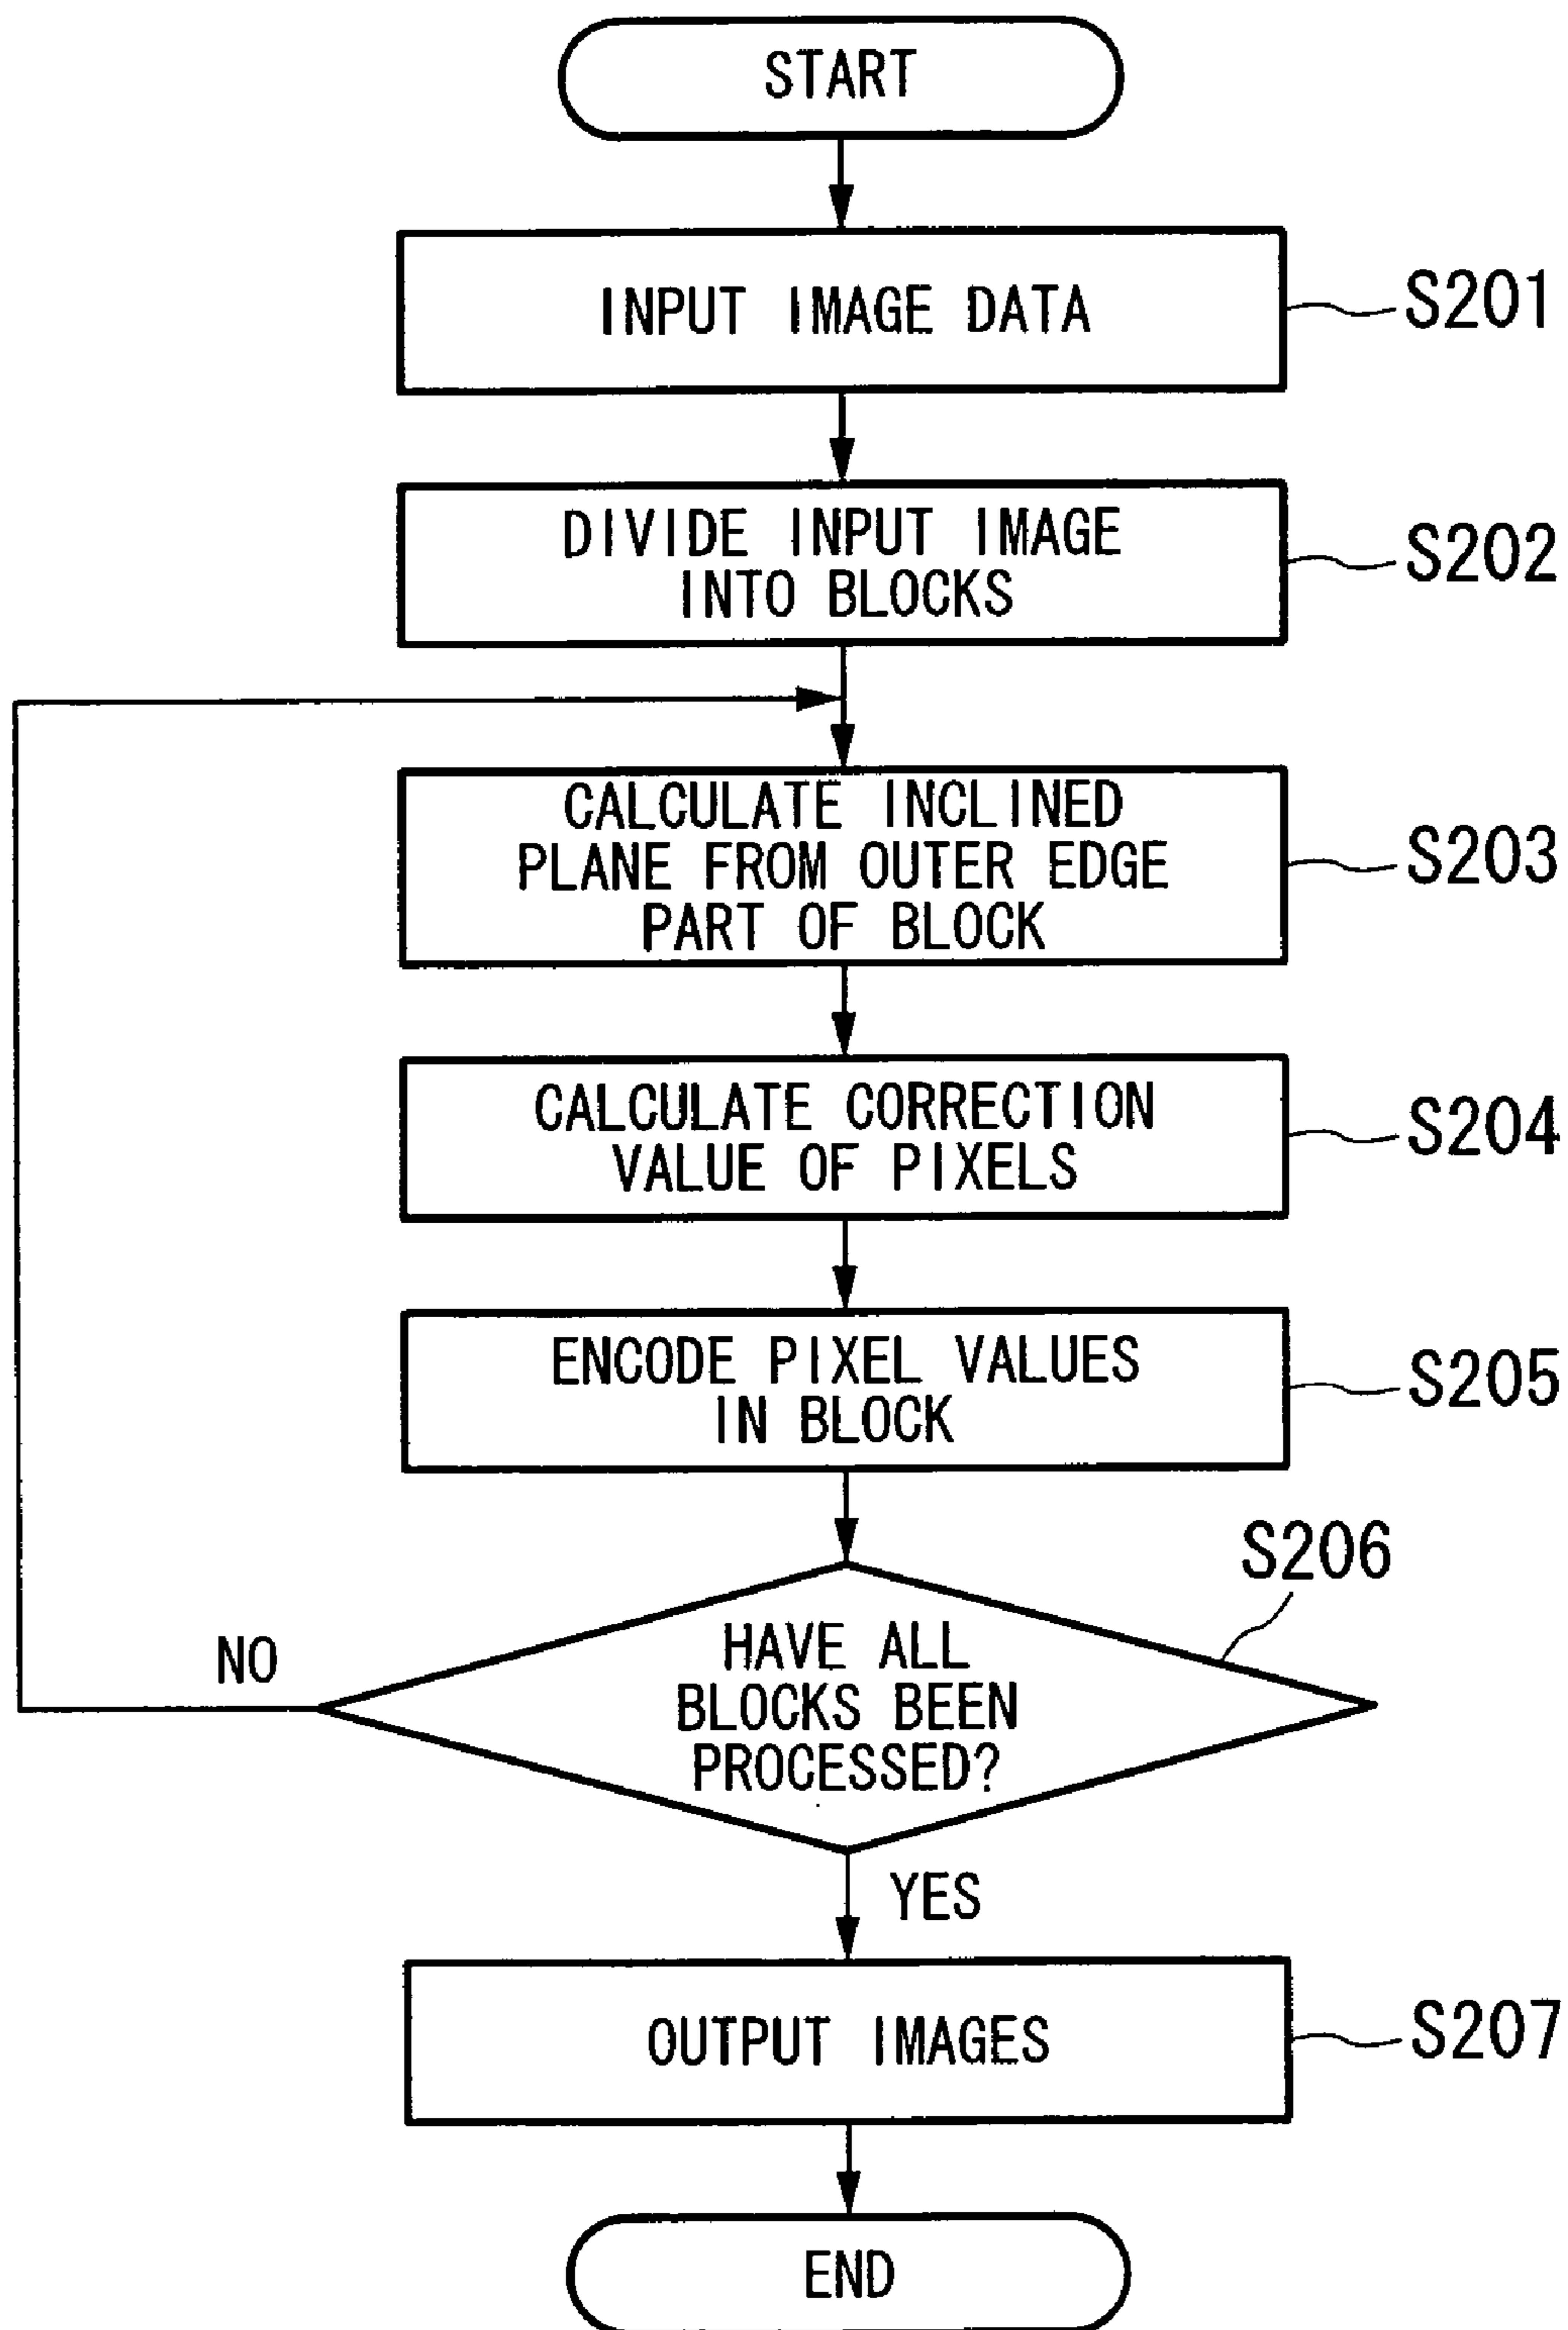 START
INPUT IMAGE DATA
S201
DIVIDE INPUT IMAGE
INTO BLOCKS
S202
CALCULATE INCLINED
PLANE FROM OUTER EDGE
PART OF BLOCK
S203
CALCULATE CORRECTION
VALUE OF PIXELS
S204
ENCODE PIXEL VALUES
IN BLOCK
S205
S206
HAVE ALL
BLOCKS BEEN
PROCESSED?
NO
YES
OUTPUT IMAGES
S207
END